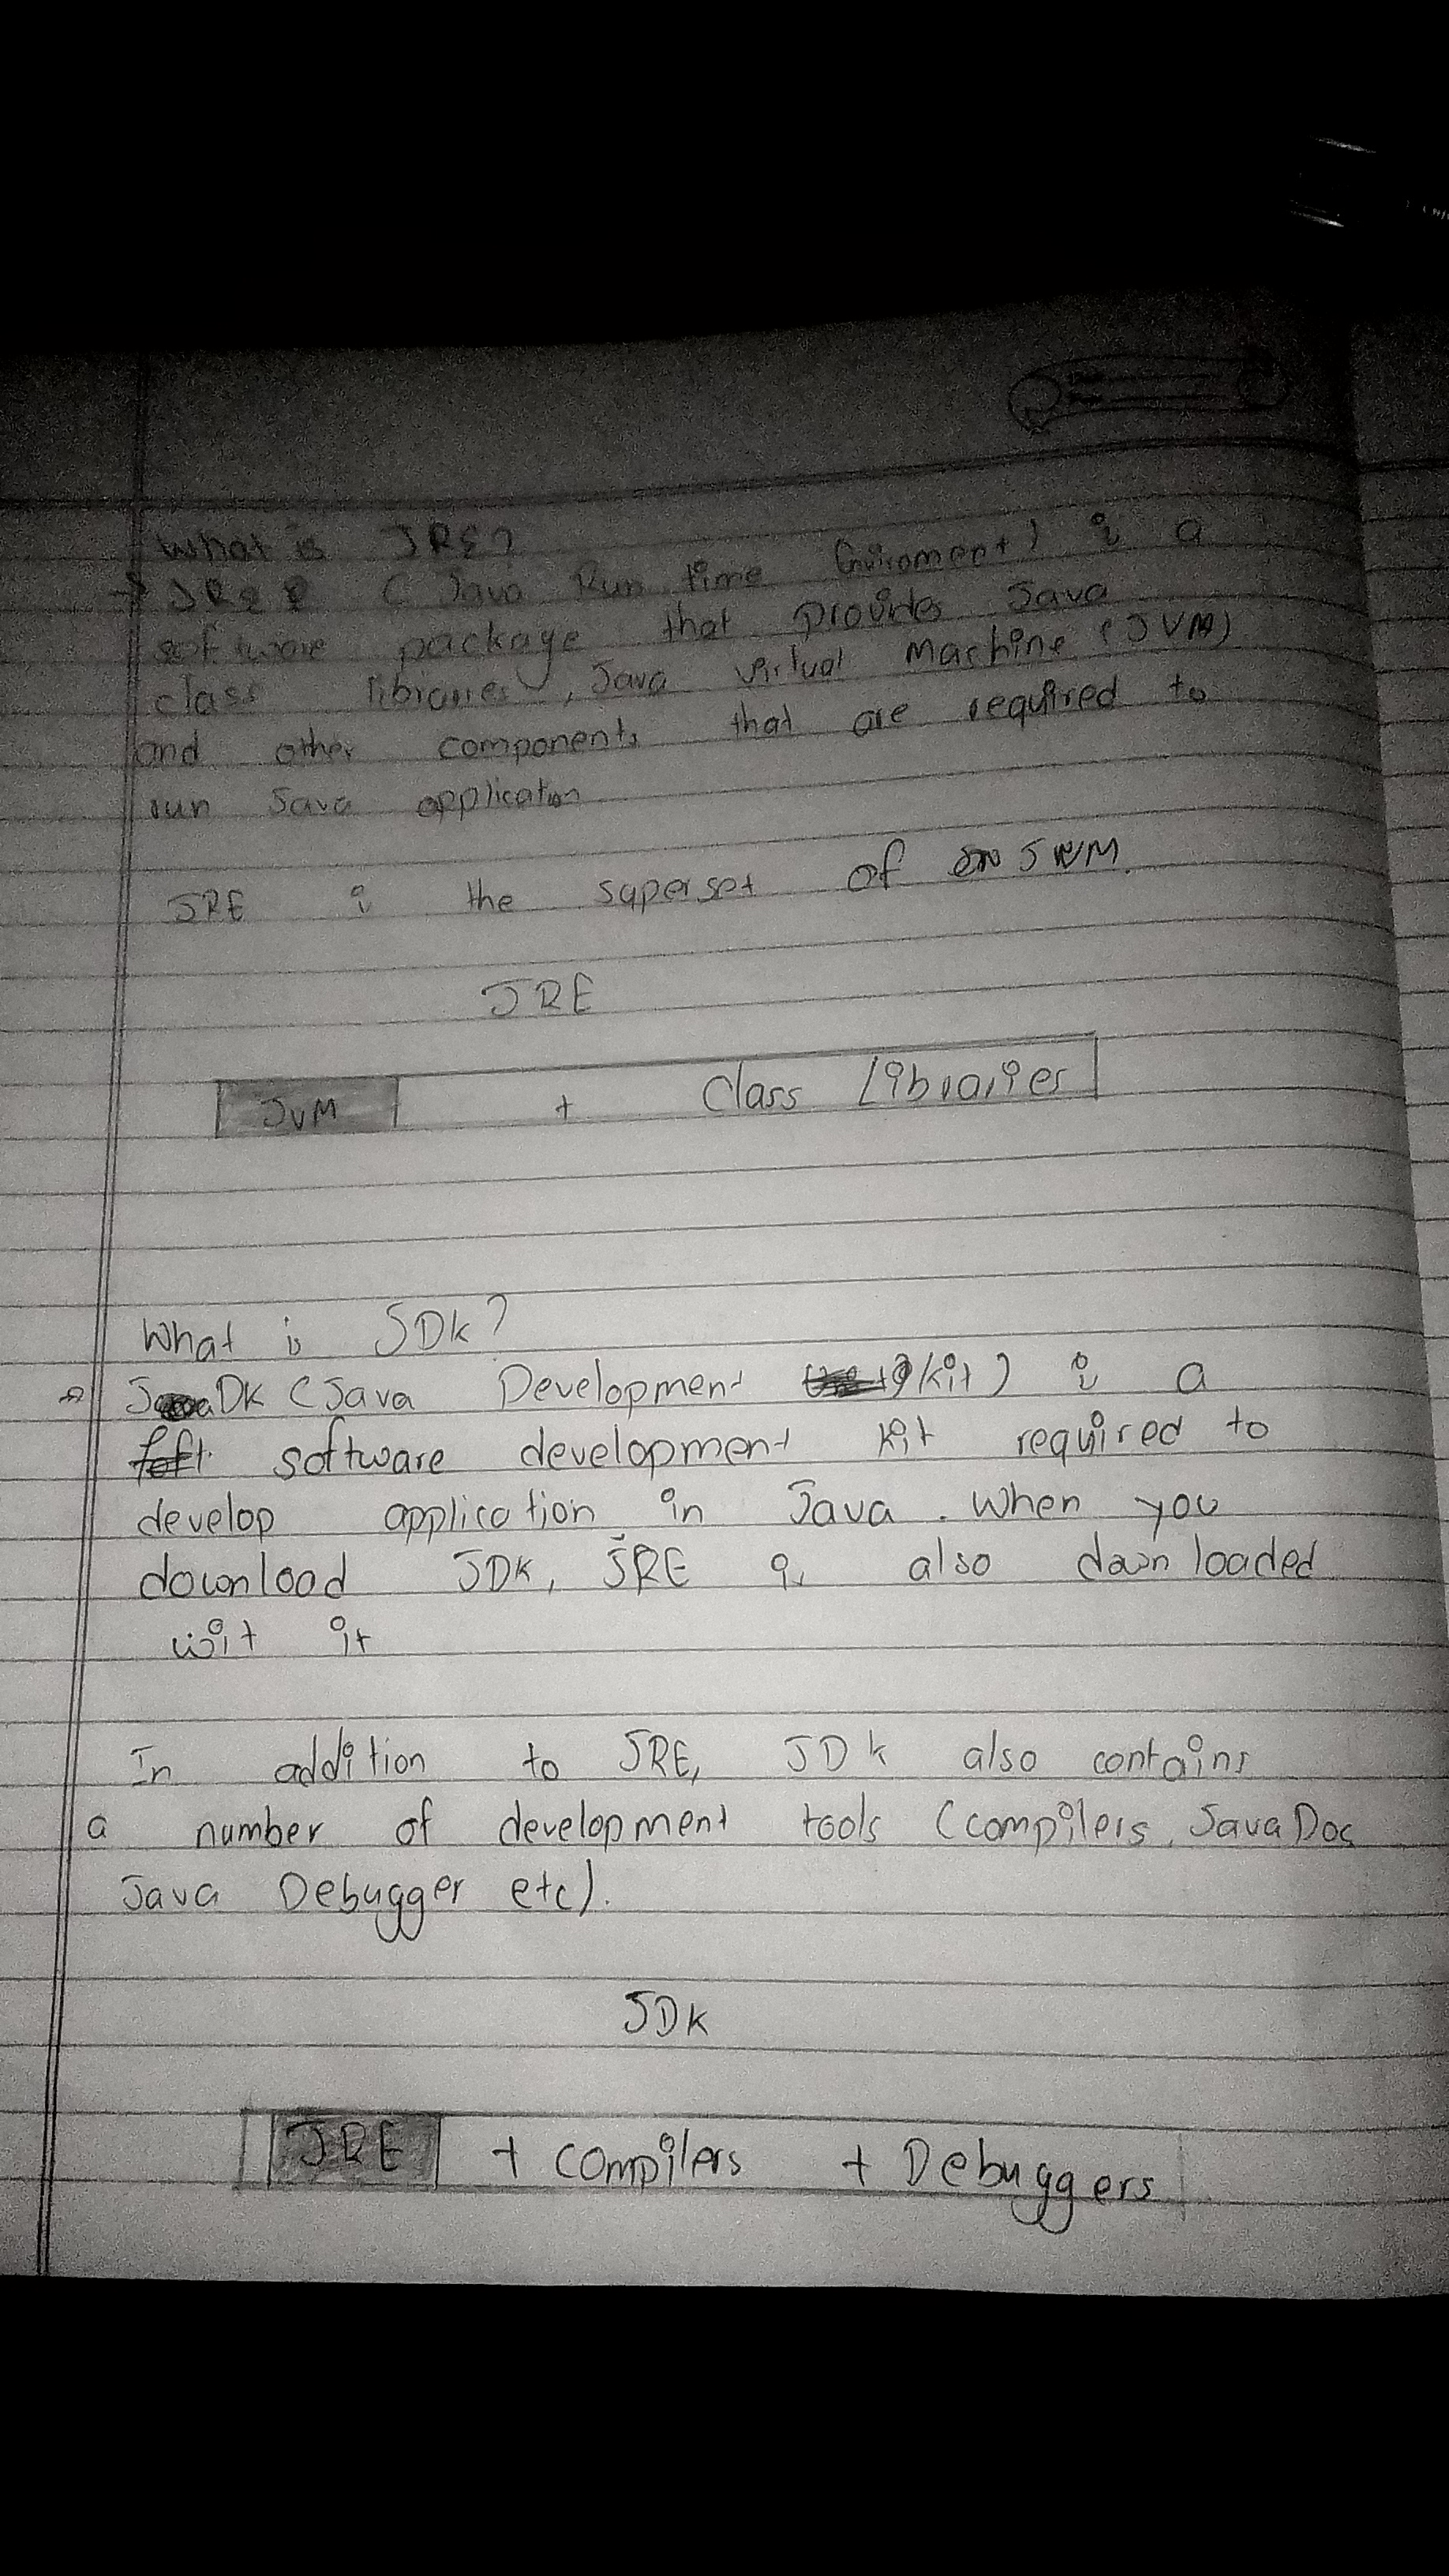 What is JRE?
JRE (Java Run time Enviroment) is a
software package that provides Java
class libraries, Java Virtual Machine (JVM)
and other components that are required to
run Java application
JRE is the superset of JVM.
JRE
JVM + Class Libraries
What is JDK?
JDK (Java Development Kit) is a
software development kit required to
develop application in Java. When you
download JDK, JRE is also downloaded
wit it
In addition to JRE, JDK also contains
a number of development tools (compilers, JavaDoc
Java Debugger etc).
JDK
JRE + compilers + Debuggers